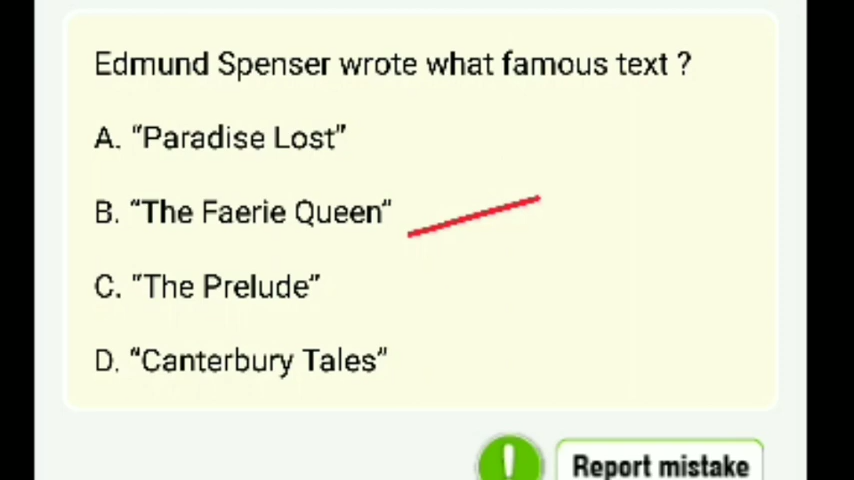 Edmund Spenser wrote what famous text ?
A. “Paradise Lost”
B. “The Faerie Queen”
C. “The Prelude”
D. “Canterbury Tales”
! Report mistake